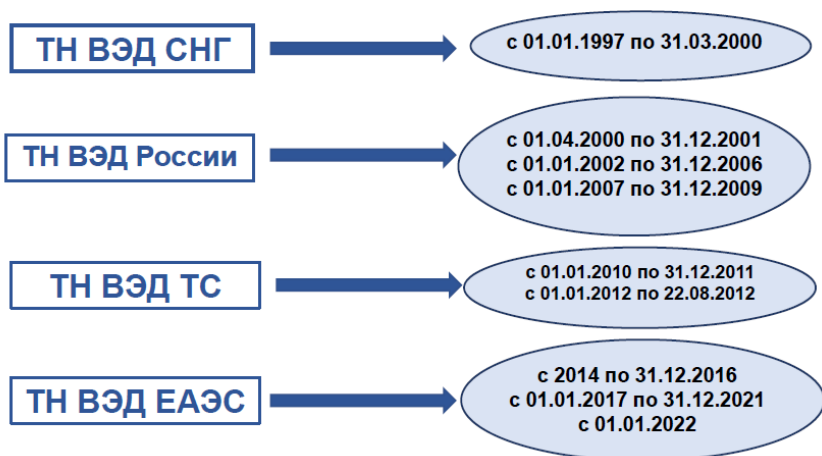 ТН ВЭД СНГ
с 01.01.1997 по 31.03.2000
ТН ВЭД России
с 01.04.2000 по 31.12.2001
с 01.01.2002 по 31.12.2006
с 01.01.2007 по 31.12.2009
ТН ВЭД ТС
с 01.01.2010 по 31.12.2011
с 01.01.2012 по 22.08.2012
ТН ВЭД ЕАЭС
с 2014 по 31.12.2016
с 01.01.2017 по 31.12.2021
с 01.01.2022